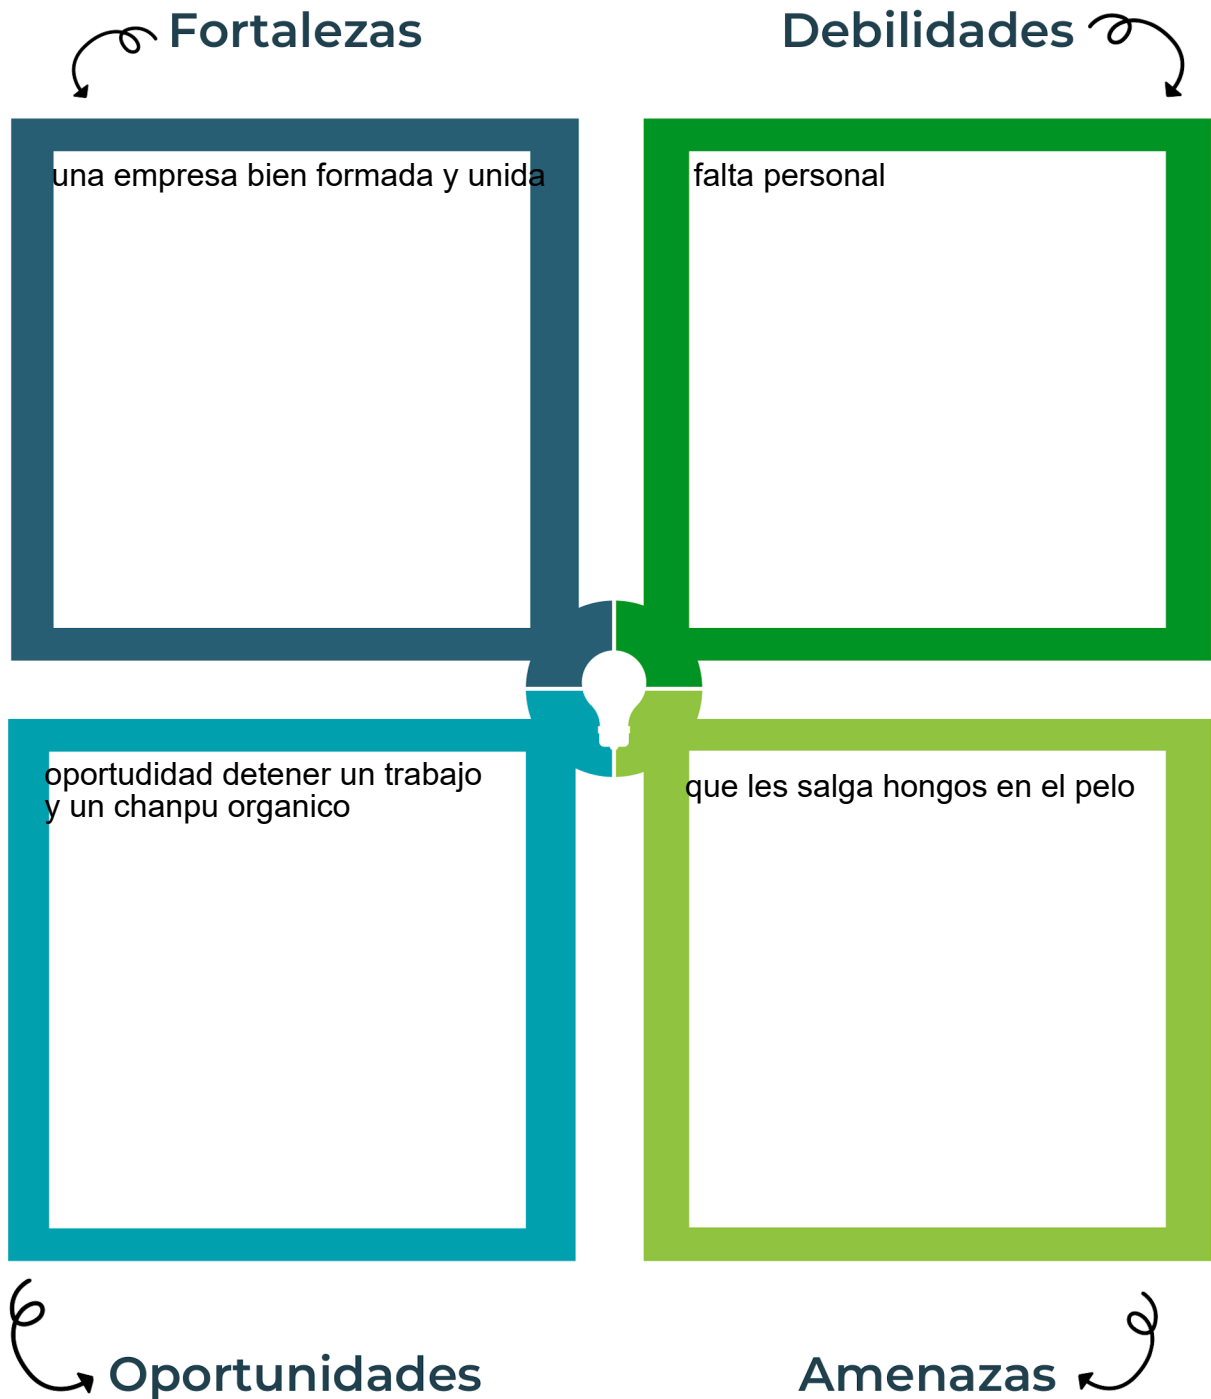 Fortalezas
Debilidades
una empresa bien formada y unida
falta personal
oportudidad detener un trabajo
y un chanpu organico
que les salga hongos en el pelo
Oportunidades
Amenazas